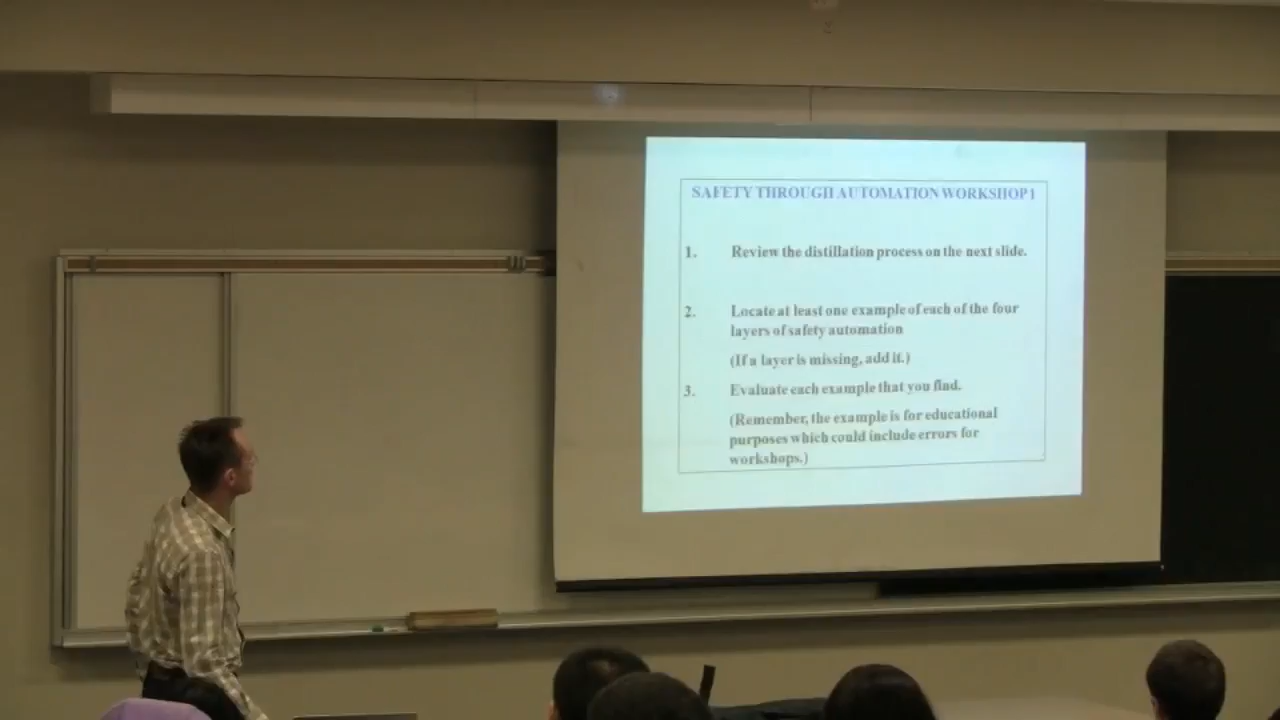 SAFETY THROUGH AUTOMATION WORKSHOP 1
1. Review the distillation process on the next slide.
2. Locate at least one example of each of the four
layers of safety automation
(If a layer is missing, add it.)
3. Evaluate each example that you find.
(Remember, the example is for educational
purposes which could include errors for
workshops.)